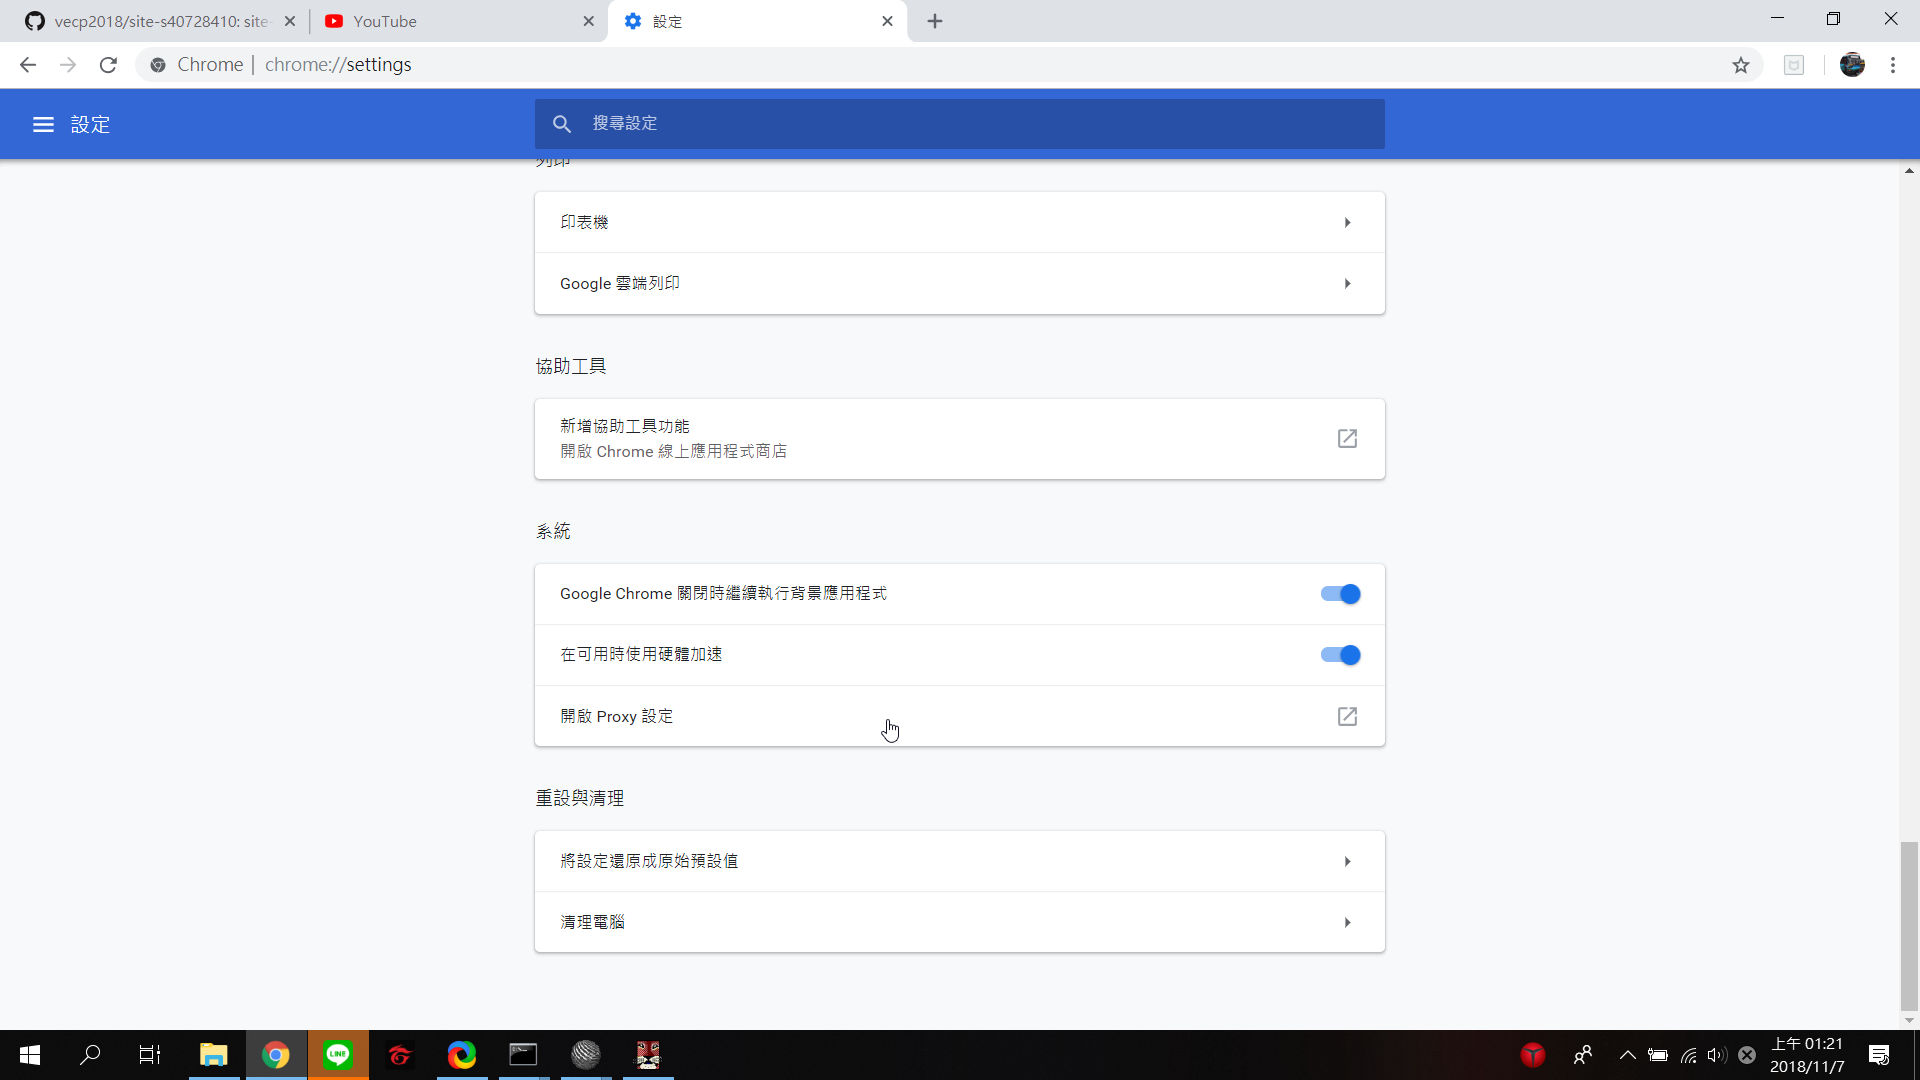 vecp2018/site-s40728410: site-
YouTube
設定
Chrome | chrome://settings
設定
搜尋設定
列印
印表機
Google 雲端列印
協助工具
新增協助工具功能
開啟 Chrome 線上應用程式商店
系統
Google Chrome 關閉時繼續執行背景應用程式
在可用時使用硬體加速
開啟 Proxy 設定
重設與清理
將設定還原成原始預設值
清理電腦
LINE
上午 01:21
2018/11/7